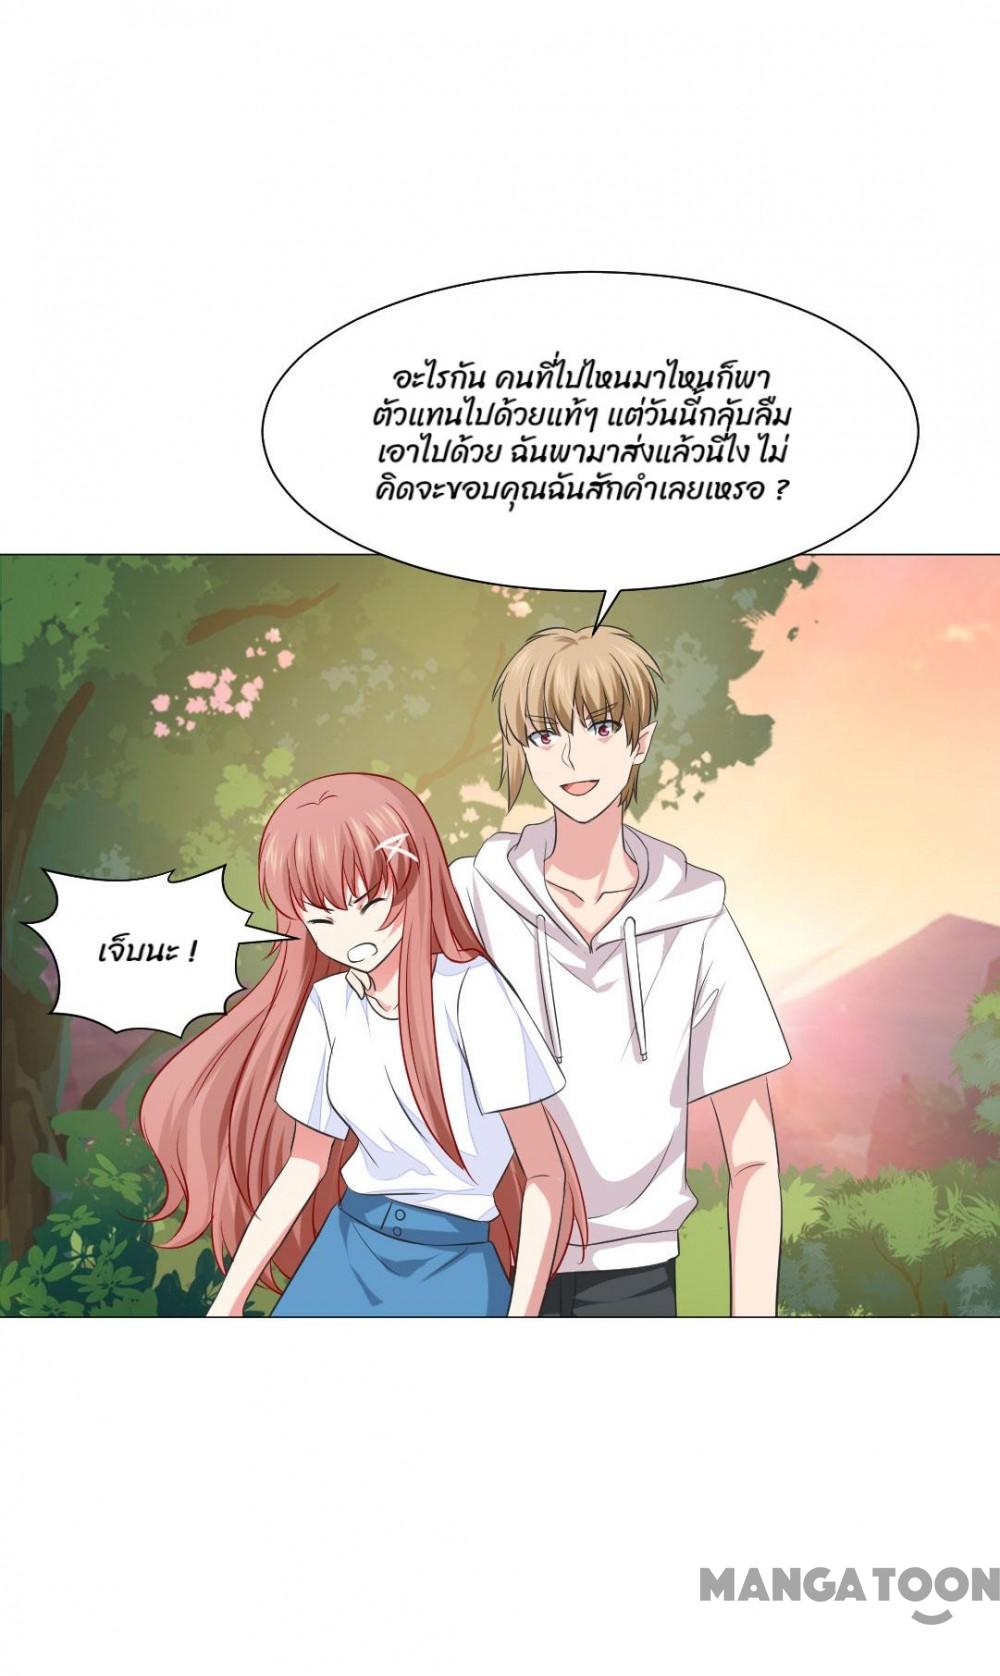 อะไรกัน คนที่ไปไหนมาไหนก็พา
ตัวแทนไปด้วยแท้ๆ แต่วันนี้กลับลืม
เอาไปด้วย ฉันพามาส่งแล้วนี่ไง ไม่
คิดจะขอบคุณฉันสักคำเลยเหรอ ?
เจ็บนะ !
MANGATOON